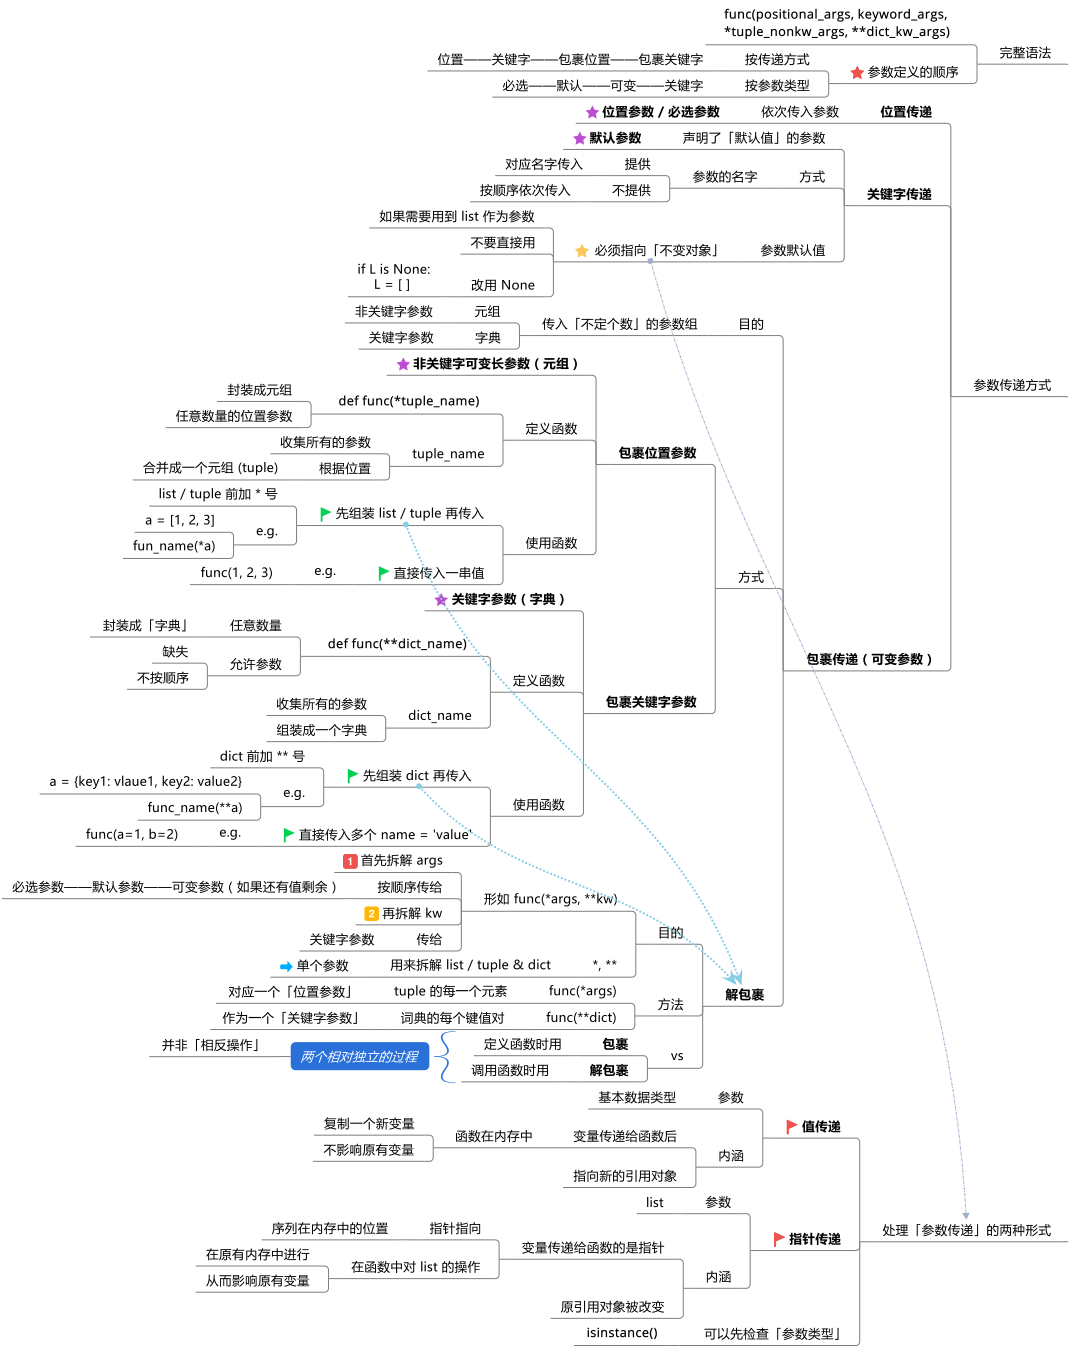 func(positional_args, keyword_args,
*tuple_nonkw_args, **dict_kw_args)
完整语法
位置——关键字——包裹位置——包裹关键字 按传递方式
参数定义的顺序
必选——默认——可变——关键字 按参数类型
位置参数 / 必选参数 依次传入参数 位置传递
默认参数 声明了「默认值」的参数
对应名字传入 提供
参数的名字 方式
按顺序依次传入 不提供
关键字传递
如果需要用到 list 作为参数
不要直接用
必须指向「不变对象」 参数默认值
if L is None:
L = [ ]
改用 None
非关键字参数 元组
传入「不定个数」的参数组 目的
关键字参数 字典
非关键字可变长参数 ( 元组 )
参数传递方式
封装成元组
def func(*tuple_name)
任意数量的位置参数
定义函数
收集所有的参数
tuple_name
包裹位置参数
合并成一个元组 (tuple) 根据位置
list / tuple 前加 * 号
先组装 list / tuple 再传入
a = [1, 2, 3]
e.g.
fun_name(*a)
使用函数
func(1, 2, 3) e.g. 直接传入一串值
方式
关键字参数 ( 字典 )
封装成「字典」 任意数量
def func(**dict_name)
缺失
允许参数
不按顺序
包裹传递 ( 可变参数 )
定义函数
收集所有的参数
dict_name
包裹关键字参数
组装成一个字典
dict 前加 ** 号
先组装 dict 再传入
a = {key1: vlaue1, key2: value2}
e.g.
func_name(**a)
使用函数
func(a=1, b=2) e.g. 直接传入多个 name = 'value'
1 首先拆解 args
必选参数——默认参数——可变参数 ( 如果还有值剩余 ) 按顺序传给
形如 func(*args, **kw)
2 再拆解 kw
关键字参数 传给
目的
单个参数 用来拆解 list / tuple & dict *, **
对应一个「位置参数」 tuple 的每一个元素 func(*args)
解包裹
方法
作为一个「关键字参数」 词典的每个键值对 func(**dict)
并非「相反操作」 两个相对独立的过程
定义函数时用 包裹
vs
调用函数时用 解包裹
基本数据类型 参数
复制一个新变量
值传递
函数在内存中 变量传递给函数后
不影响原有变量
内涵
指向新的引用对象
list 参数
序列在内存中的位置 指针指向
处理「参数传递」的两种形式
指针传递
变量传递给函数的是指针
在原有内存中进行
在函数中对 list 的操作
从而影响原有变量
内涵
原引用对象被改变
isinstance() 可以先检查「参数类型」